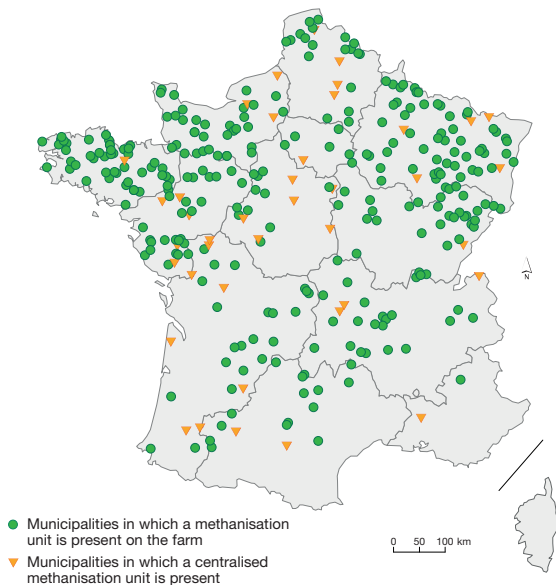 N
Municipalities in which a methanisation
unit is present on the farm
Municipalities in which a centralised
methanisation unit is present
0 50 100 km